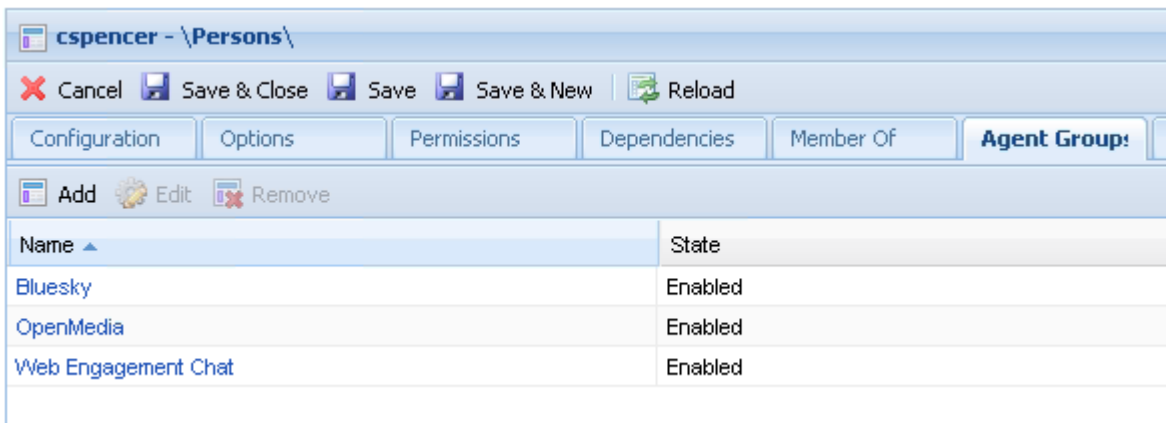 cspencer - \Persons\
Cancel Save & Close Save Save & New Reload
Configuration Options Permissions Dependencies Member Of Agent Groups
Add Edit Remove
Name State
Bluesky Enabled
OpenMedia Enabled
Web Engagement Chat Enabled